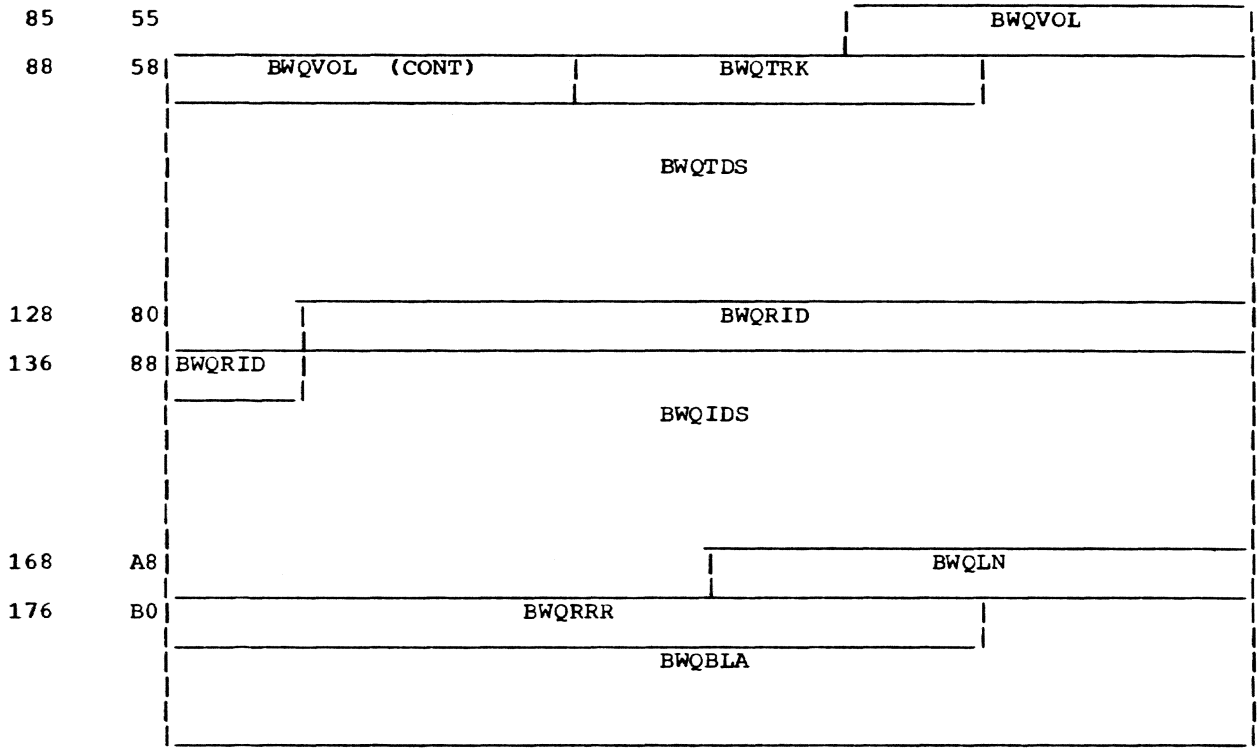 85 55 BWQVOL
88 58 BWQVOL (CONT) BWQTRK
BWQTDS
128 80 BWQRID
136 88 BWQRID
BWQIDS
168 A8 BWQLN
176 B0 BWQRRR
BWQBLA